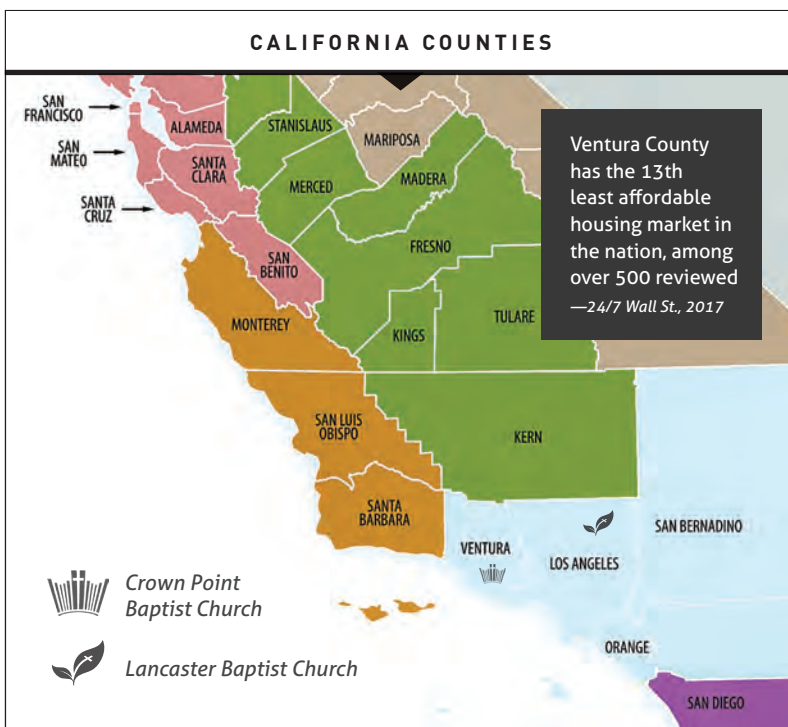 CALIFORNIA COUNTIES
SAN
FRANCISCO
ALAMEDA
STANISLAUS
MARIPOSA
SAN
MATEO
SANTA
CLARA
MERCED
MADERA
SANTA
CRUZ
SAN
BENITO
FRESNO
MONTEREY
KINGS
TULARE
Ventura County
has the 13th
least affordable
housing market in
the nation, among
over 500 reviewed
—24/7 Wall St., 2017
SAN LUIS
OBISPO
KERN
SANTA
BARBARA
VENTURA
LOS ANGELES
SAN BERNADINO
ORANGE
SAN DIEGO
Crown Point
Baptist Church
Lancaster Baptist Church